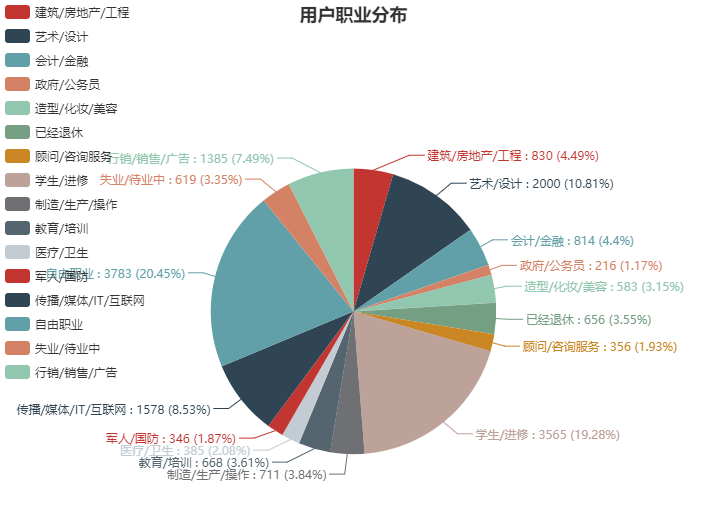 用户职业分布
建筑/房地产/工程
艺术/设计
会计/金融
政府/公务员
造型/化妆/美容
已经退休
顾问/咨询服务
学生/进修
制造/生产/操作
教育/培训
医疗/卫生
军人/国防
传播/媒体/IT/互联网
自由职业
失业/待业中
行销/销售/广告
建筑/房地产/工程 : 830 (4.49%)
艺术/设计 : 2000 (10.81%)
会计/金融 : 814 (4.4%)
政府/公务员 : 216 (1.17%)
造型/化妆/美容 : 583 (3.15%)
已经退休 : 656 (3.55%)
顾问/咨询服务 : 356 (1.93%)
学生/进修 : 3565 (19.28%)
制造/生产/操作 : 711 (3.84%)
教育/培训 : 668 (3.61%)
医疗/卫生 : 385 (2.08%)
军人/国防 : 346 (1.87%)
传播/媒体/IT/互联网 : 1578 (8.53%)
自由职业 : 3783 (20.45%)
失业/待业中 : 619 (3.35%)
行销/销售/广告 : 1385 (7.49%)